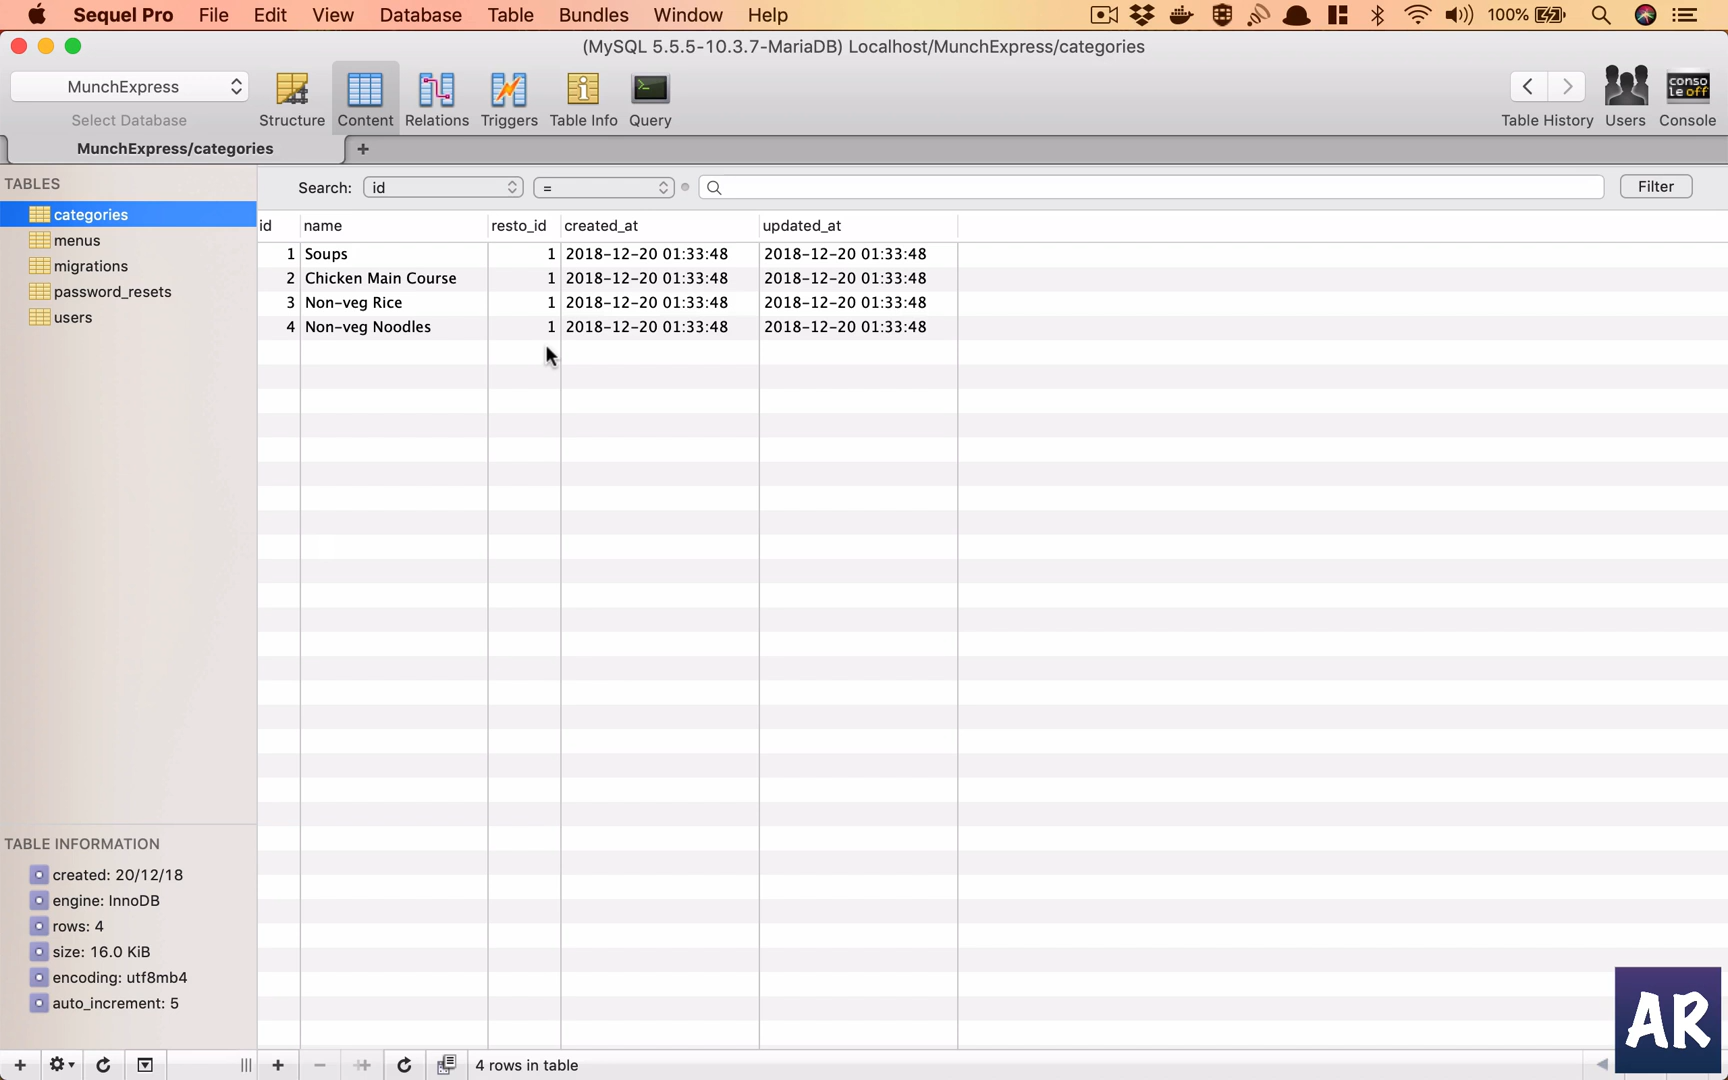 Sequel Pro File Edit View Database Table Bundles Window Help 100%
(MySQL 5.5.5-10.3.7-MariaDB) Localhost/MunchExpress/categories
MunchExpress
Select Database
Structure Content Relations Triggers Table Info Query Table History Users Console
conso
le off
MunchExpress/categories +
TABLES
categories
menus
migrations
password_resets
users
Search: id = Filter
id name resto_id created_at updated_at
1 Soups 1 2018-12-20 01:33:48 2018-12-20 01:33:48
2 Chicken Main Course 1 2018-12-20 01:33:48 2018-12-20 01:33:48
3 Non-veg Rice 1 2018-12-20 01:33:48 2018-12-20 01:33:48
4 Non-veg Noodles 1 2018-12-20 01:33:48 2018-12-20 01:33:48
TABLE INFORMATION
created: 20/12/18
engine: InnoDB
rows: 4
size: 16.0 KiB
encoding: utf8mb4
auto_increment: 5
4 rows in table
AR